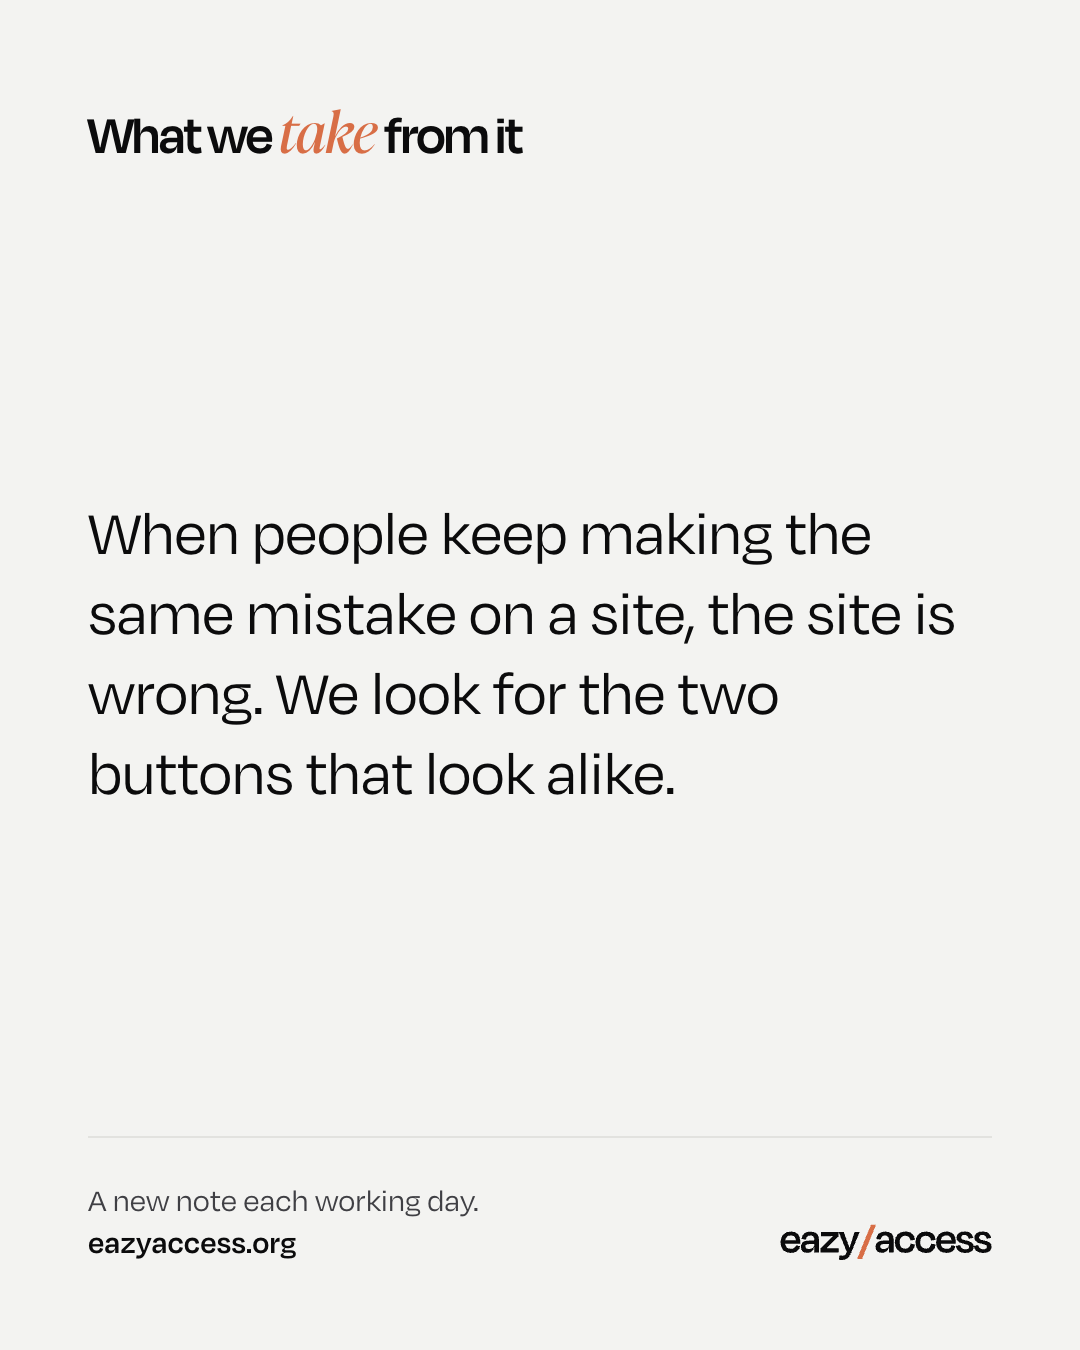 What we take from it
When people keep making the
same mistake on a site, the site is
wrong. We look for the two
buttons that look alike.
A new note each working day.
eazyaccess.org
eazy/access